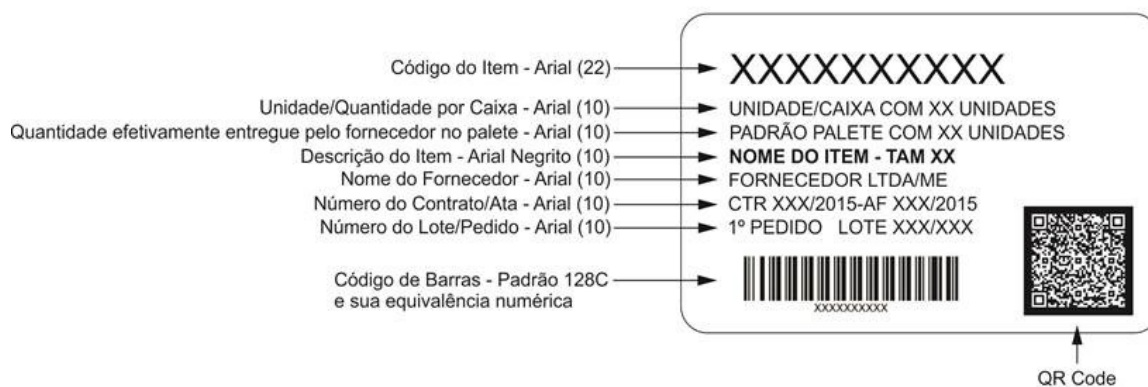 Código do Item - Arial (22) XXXXXXXXXX
Unidade/Quantidade por Caixa - Arial (10) UNIDADE/CAIXA COM XX UNIDADES
Quantidade efetivamente entregue pelo fornecedor no palete - Arial (10) PADRÃO PALETE COM XX UNIDADES
Descrição do Item - Arial Negrito (10) NOME DO ITEM - TAM XX
Nome do Fornecedor - Arial (10) FORNECEDOR LTDA/ME
Número do Contrato/Ata - Arial (10) CTR XXX/2015-AF XXX/2015
Número do Lote/Pedido - Arial (10) 1º PEDIDO LOTE XXX/XXX
Código de Barras - Padrão 128C
e sua equivalência numérica
XXXXXXXXXX
QR Code